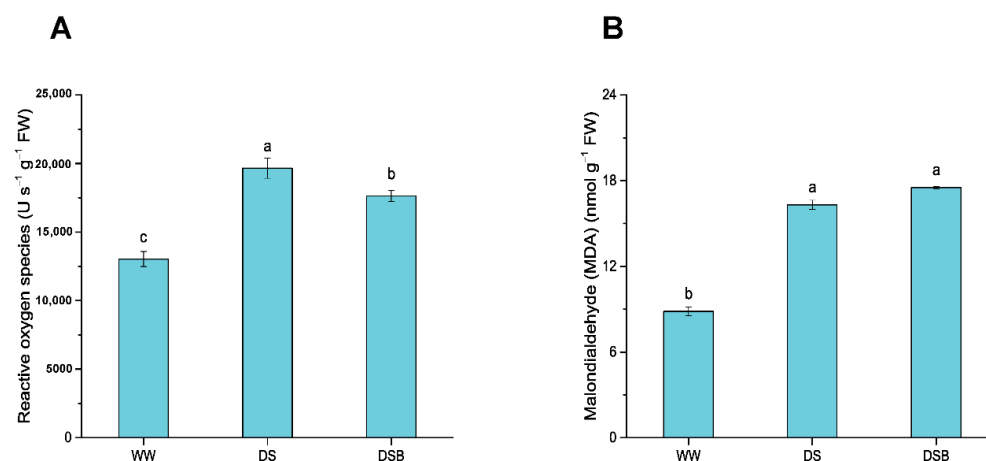 A
Reactive oxygen species (U s⁻¹ g⁻¹ FW)
25,000
20,000
15,000
10,000
5000
0
c
a
b
WW
DS
DSB
B
Malondialdehyde (MDA) (nmol g⁻¹ FW)
24
18
12
6
0
b
a
a
WW
DS
DSB